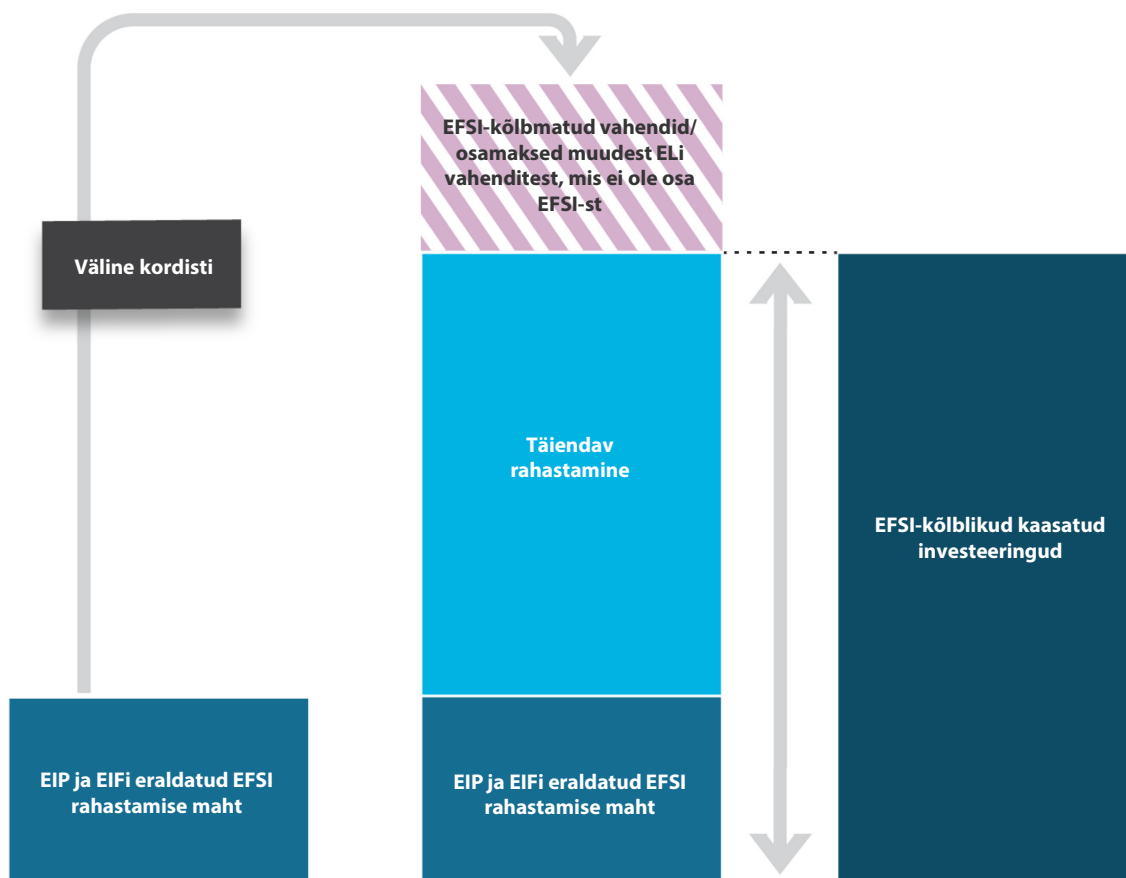 EFSI-kõlbmatud vahendid/
osamaksed muudest ELi
vahenditest, mis ei ole osa
EFSI-st
Väline kordisti
Täiendav
rahastamine
EFSI-kõlblikud kaasatud
investeeringud
EIP ja EIFi eraldatud EFSI
rahastamise maht
EIP ja EIFi eraldatud EFSI
rahastamise maht